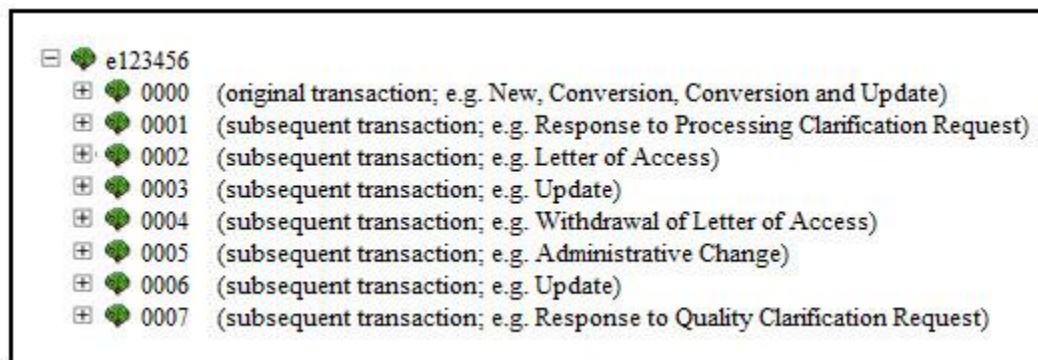 e123456
0000 (original transaction; e.g. New, Conversion, Conversion and Update)
0001 (subsequent transaction; e.g. Response to Processing Clarification Request)
0002 (subsequent transaction; e.g. Letter of Access)
0003 (subsequent transaction; e.g. Update)
0004 (subsequent transaction; e.g. Withdrawal of Letter of Access)
0005 (subsequent transaction; e.g. Administrative Change)
0006 (subsequent transaction; e.g. Update)
0007 (subsequent transaction; e.g. Response to Quality Clarification Request)